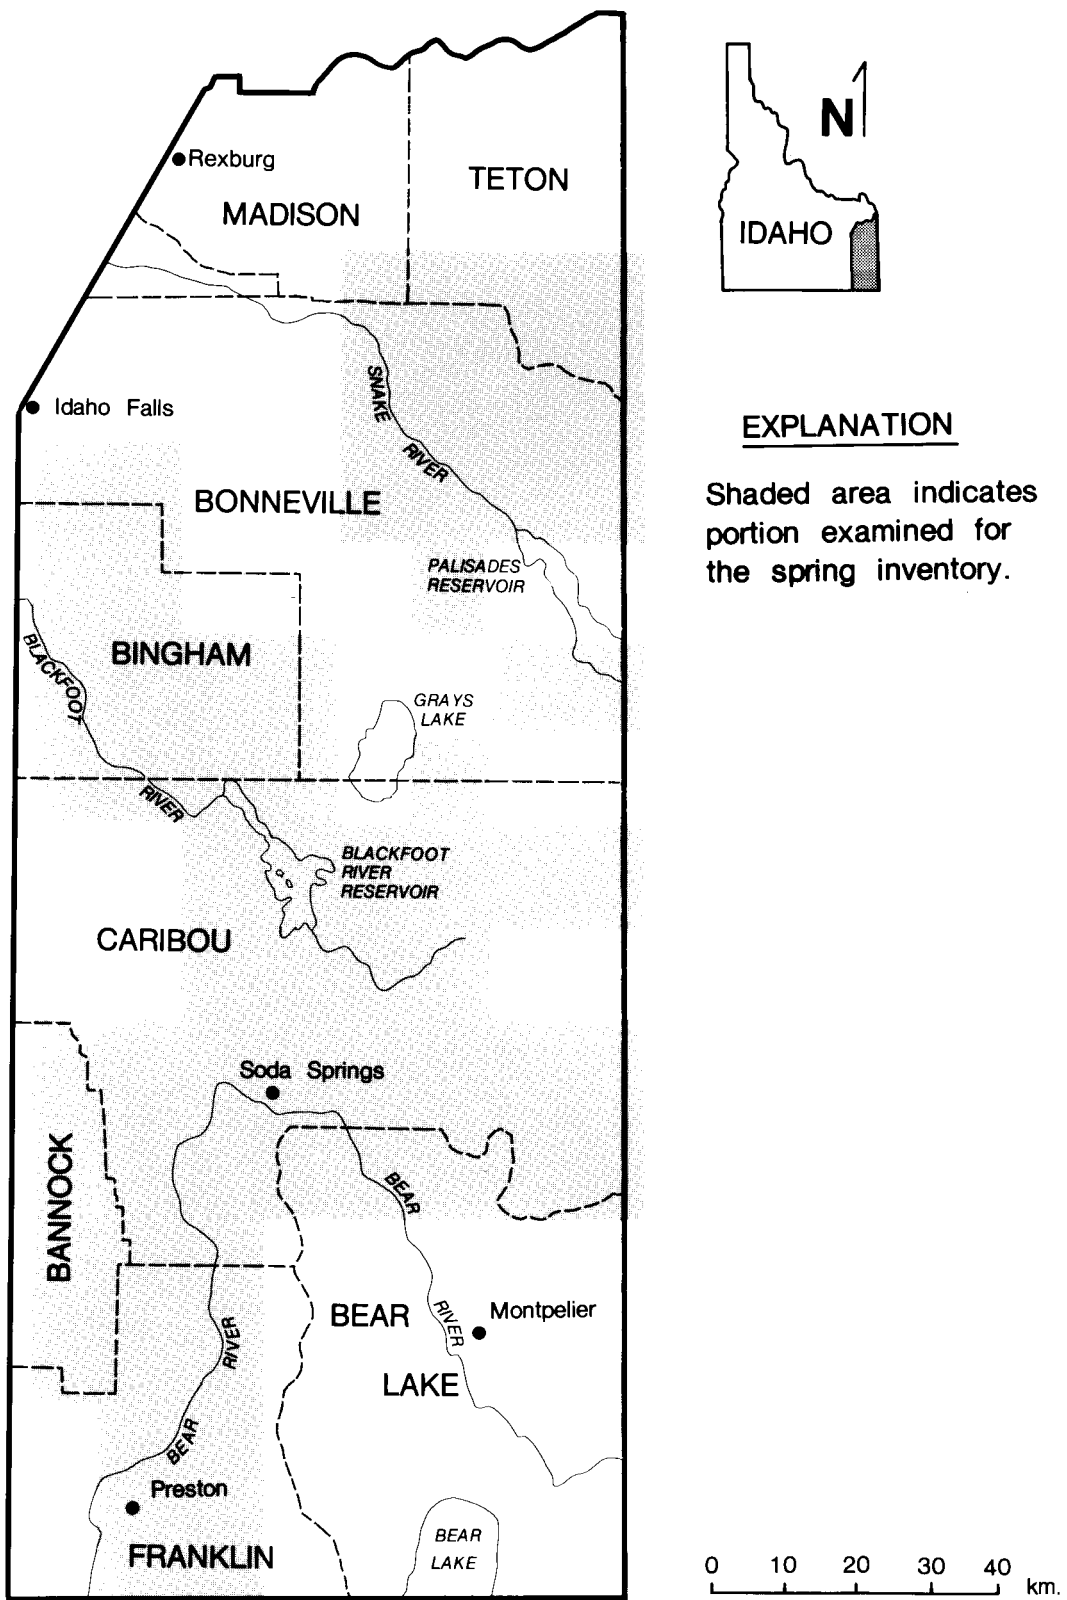 Rexburg
MADISON
TETON
N
IDAHO
SNAKE
RIVER
Idaho Falls
EXPLANATION
Shaded area indicates
portion examined for
the spring inventory.
BONNEVILLE
PALISADES
RESERVOIR
BINGHAM
BLACKFOOT
RIVER
GRAYS
LAKE
BLACKFOOT
RIVER
RESERVOIR
CARIBOU
Soda Springs
BANNOCK
BEAR
RIVER
BEAR
LAKE
Montpelier
RIVER
BEAR
Preston
FRANKLIN
BEAR
LAKE
0 10 20 30 40 km.